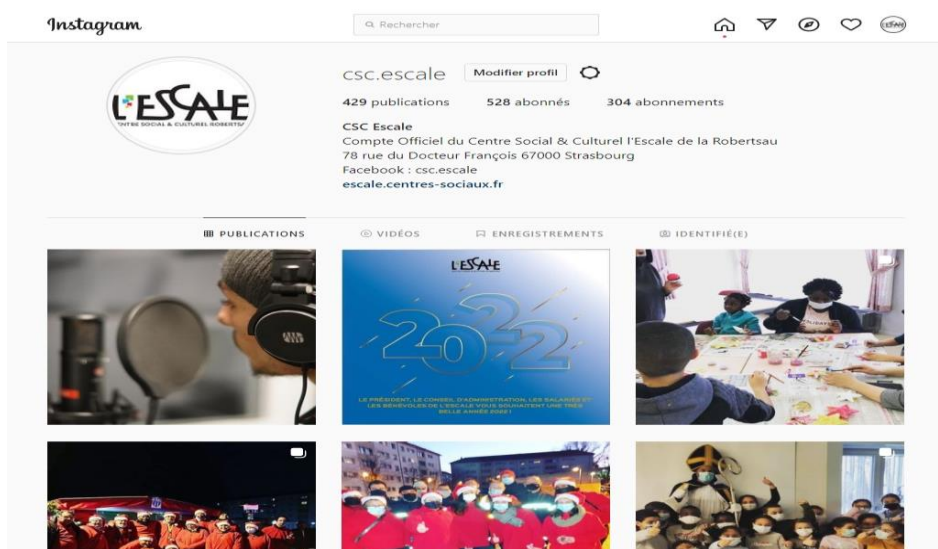 Instagram
Rechercher
L'ESCALE
csc.escale Modifier profil
429 publications 528 abonnés 304 abonnements
CSC Escale
Compte Officiel du Centre Social & Culturel l'Escale de la Robertsau
78 rue du Docteur François 67000 Strasbourg
Facebook : csc.escale
escale.centres-sociaux.fr
PUBLICATIONS VIDÉOS ENREGISTREMENTS IDENTIFIÉ(E)
L'ESCALE
2022
LE PRÉSIDENT, LE CONSEIL D'ADMINISTRATION, LES SALARIÉS ET
LES BÉNÉVOLES DE L'ESCALE VOUS SOUHAITENT UNE TRÈS
BELLE ANNÉE 2022 !